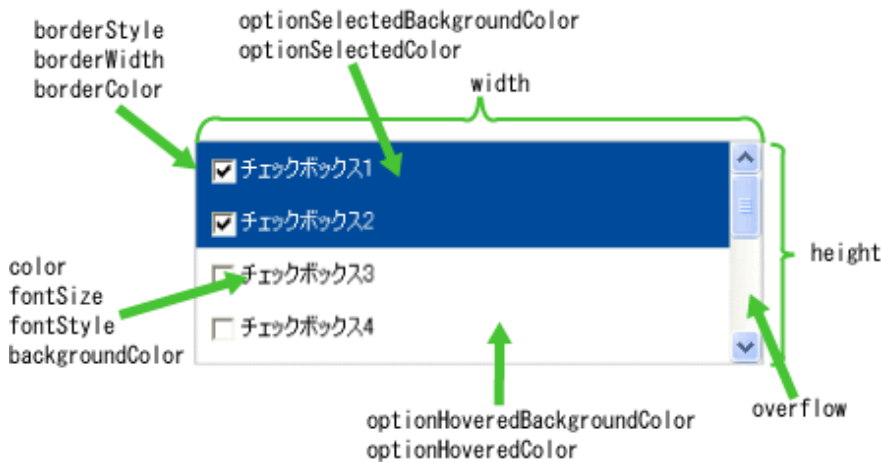 borderStyle
borderWidth
borderColor
optionSelectedBackgroundColor
optionSelectedColor
width
チェックボックス1
チェックボックス2
チェックボックス3
チェックボックス4
height
color
fontSize
fontStyle
backgroundColor
overflow
optionHoveredBackgroundColor
optionHoveredColor